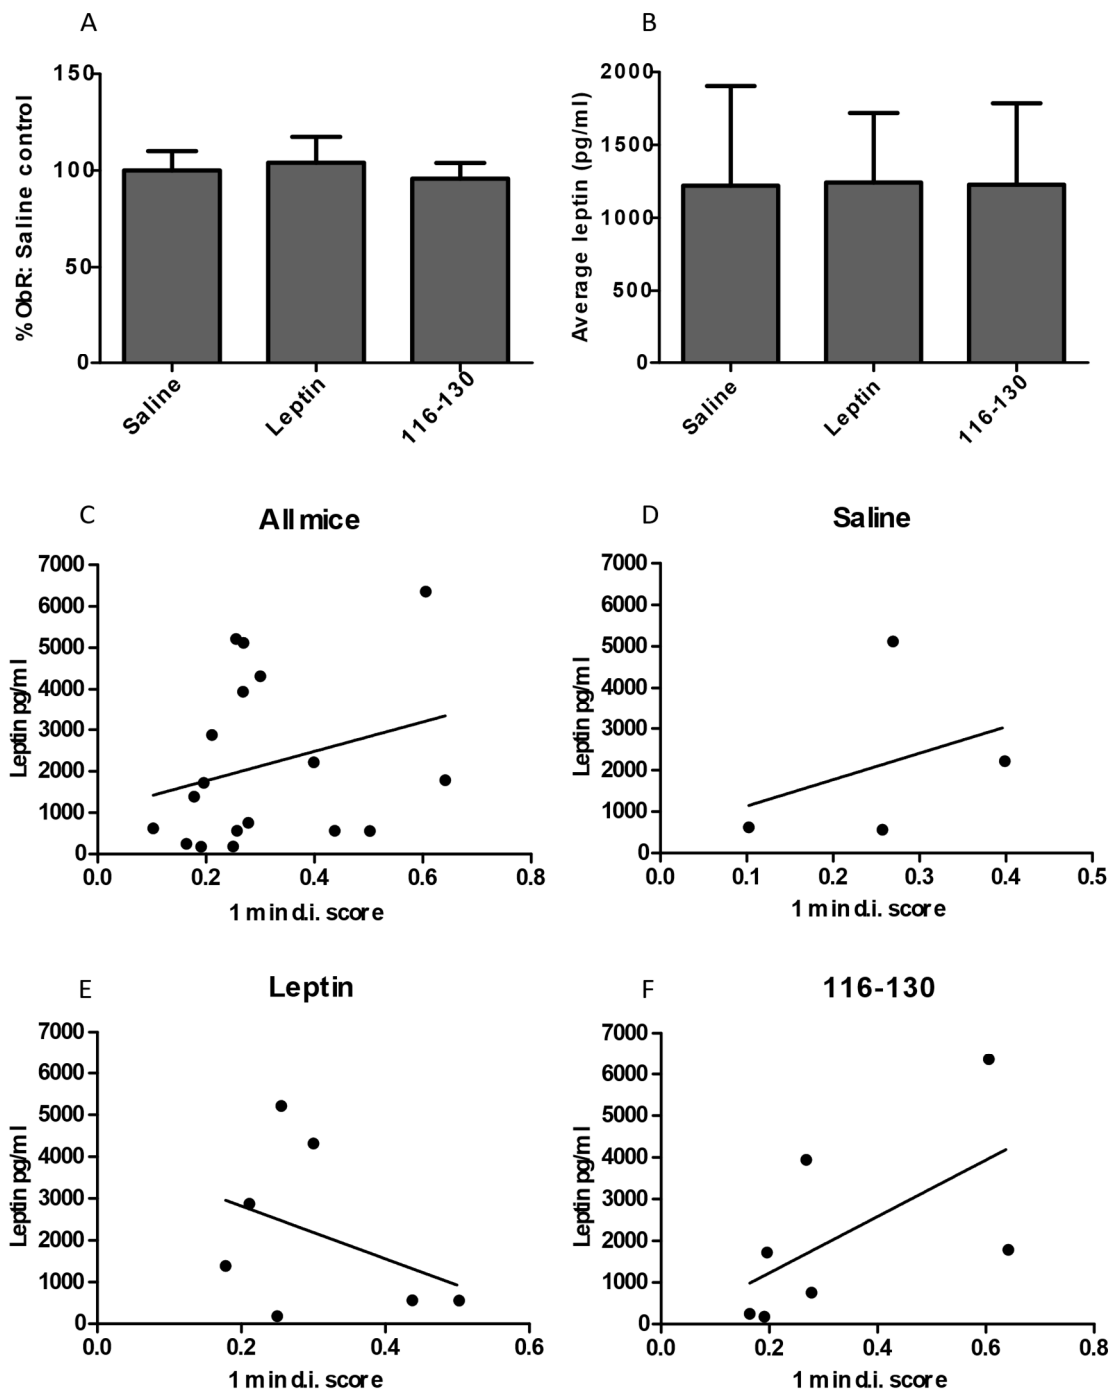 A
B
%ObR: Saline control
150
100
50
0
Saline
Leptin
116-130
Average leptin (pg/ml)
2000
1500
1000
500
0
Saline
Leptin
116-130
C
All mice
Leptin pg/ml
7000
6000
5000
4000
3000
2000
1000
0
0.0 0.2 0.4 0.6 0.8
1 min d.i. score
D
Saline
Leptin pg/ml
7000
6000
5000
4000
3000
2000
1000
0
0.0 0.1 0.2 0.3 0.4 0.5
1 min d.i. score
E
Leptin
Leptin pg/ml
7000
6000
5000
4000
3000
2000
1000
0
0.0 0.2 0.4 0.6
1 min d.i. score
F
116-130
Leptin pg/ml
7000
6000
5000
4000
3000
2000
1000
0
0.0 0.2 0.4 0.6 0.8
1 min d.i. score